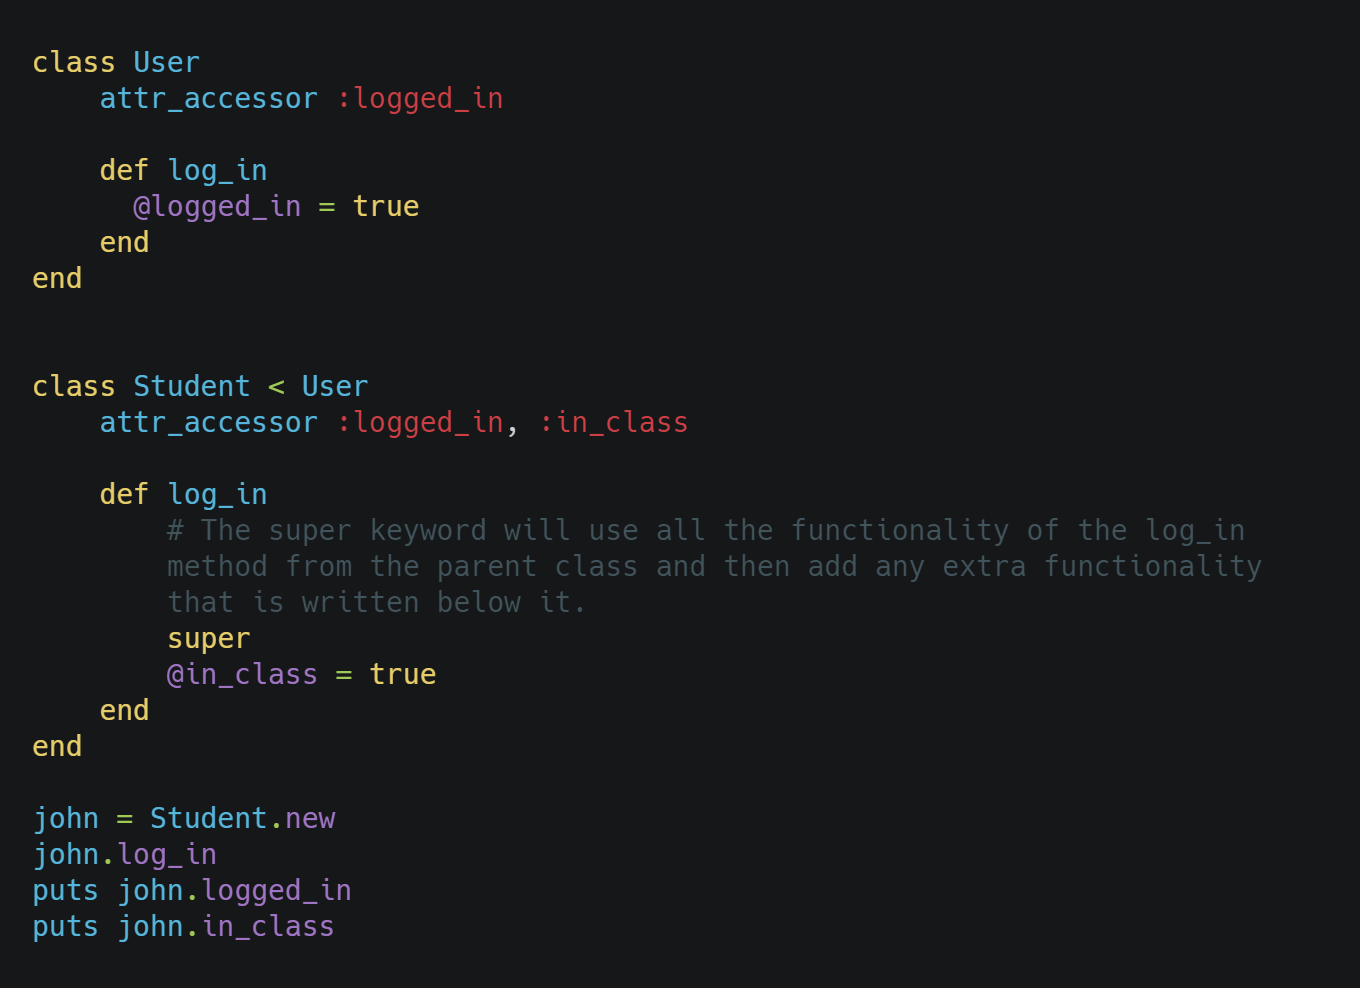 class User
    attr_accessor :logged_in

    def log_in
      @logged_in = true
    end
end


class Student < User
    attr_accessor :logged_in, :in_class

    def log_in
        # The super keyword will use all the functionality of the log_in
        method from the parent class and then add any extra functionality
        that is written below it.
        super
        @in_class = true
    end
end

john = Student.new
john.log_in
puts john.logged_in
puts john.in_class